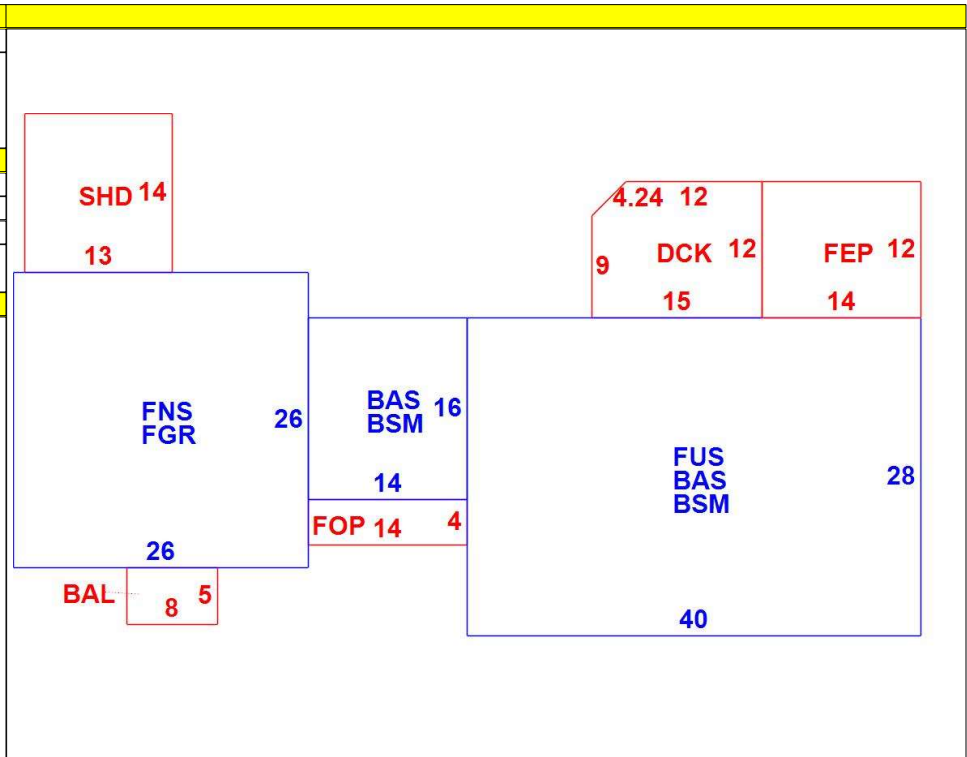 SHD 14
13
4.24 12
DCK 12
9
15
FEP 12
14
FNS
FGR
26
26
BAS
BSM
16
14
FOP 14
4
FUS
BAS
BSM
28
40
BAL
8
5